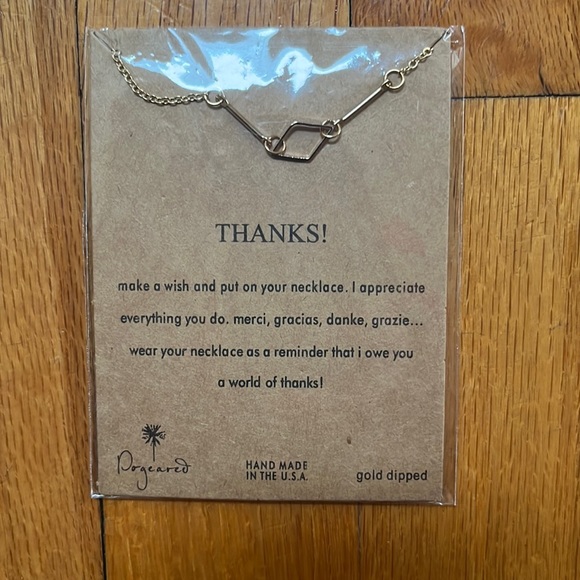 THANKS!
make a wish and put on your necklace. I appreciate
everything you do. merci, gracias, danke, grazie...
wear your necklace as a reminder that i owe you
a world of thanks!
Dogeared
HAND MADE
IN THE U.S.A.
gold dipped